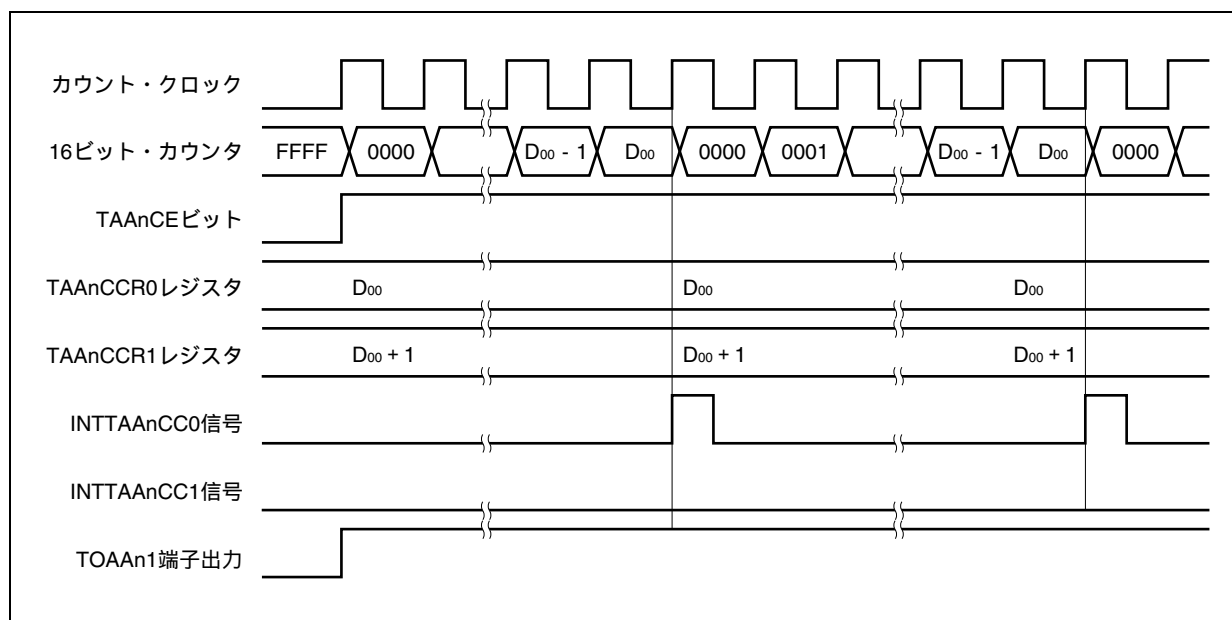 カウント・クロック
16ビット・カウンタ FFFF 0000 D00 - 1 D00 0000 0001 D00 - 1 D00 0000
TAAnCEビット
TAAnCCR0レジスタ D00 D00 D00
TAAnCCR1レジスタ D00 + 1 D00 + 1 D00 + 1
INTTAAnCC0信号
INTTAAnCC1信号
TOAAn1端子出力